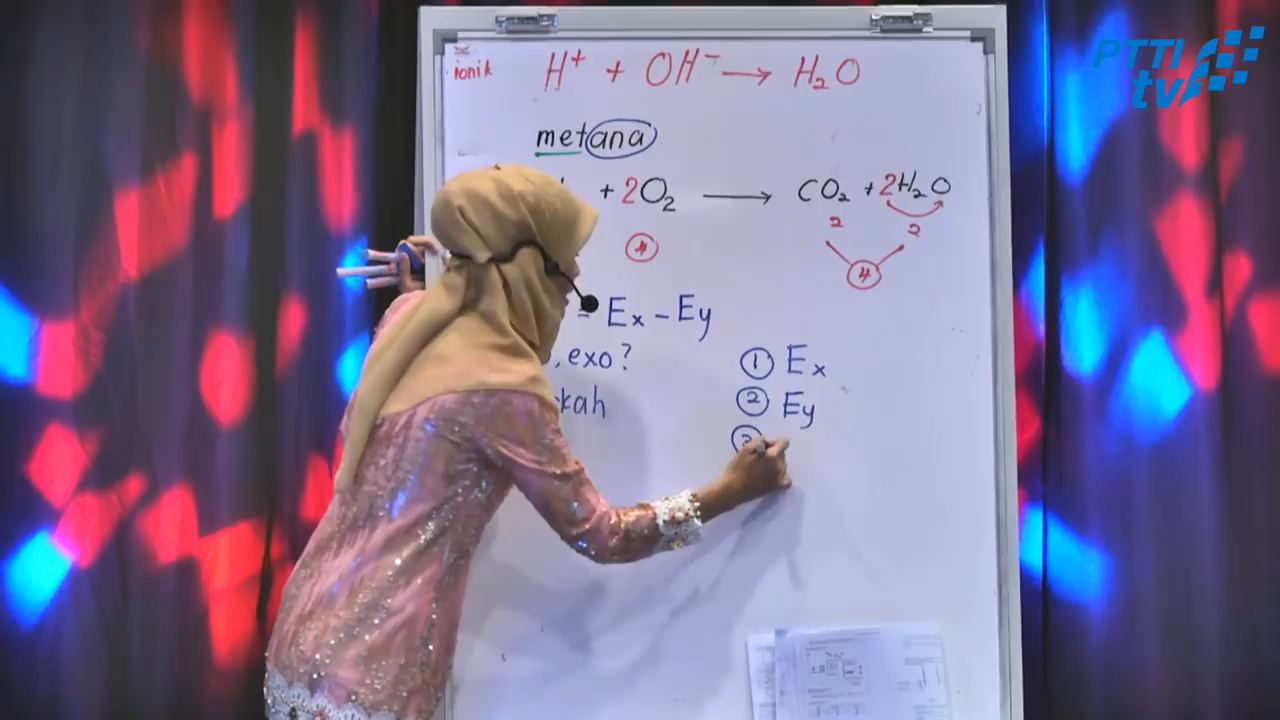 PTTI
tv
ionik H⁺ + OH⁻ → H₂O
metana
+ 2O₂ → CO₂ + 2H₂O
2 2
4 4
= Ex - Ey
, exo?
kah
① Ex
② Ey
③